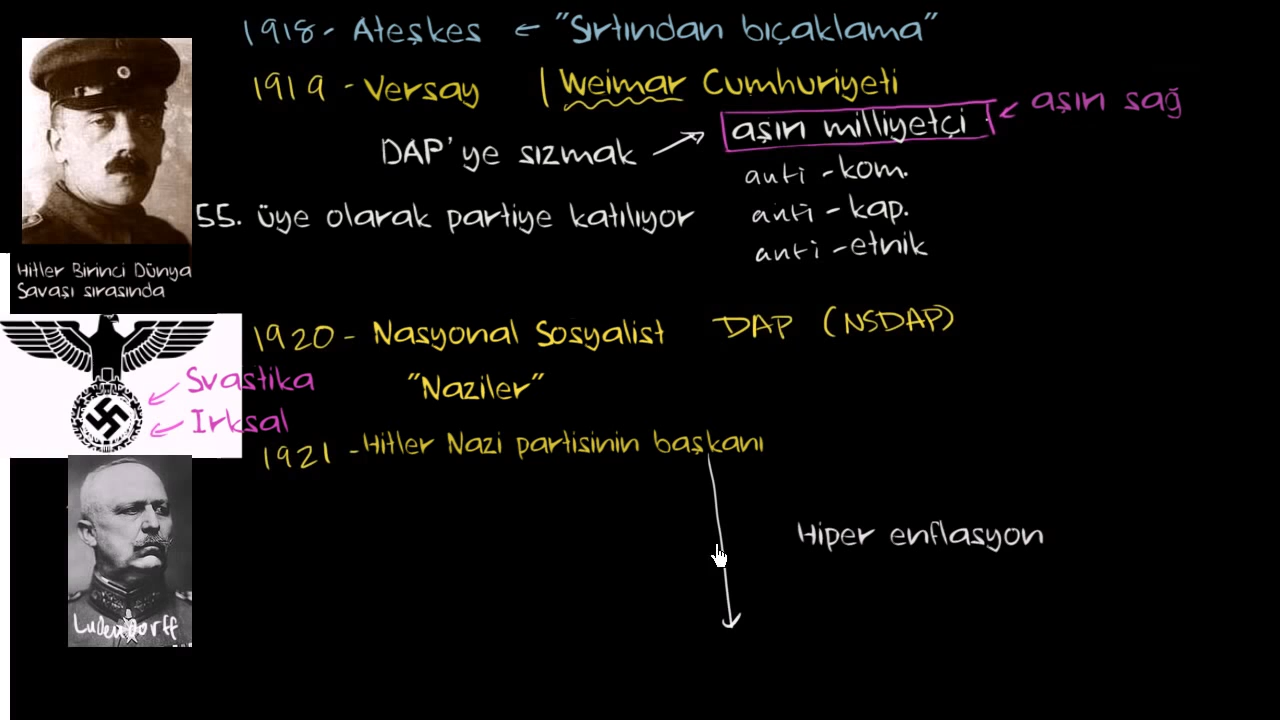 1918 - Ateşkes ← "Sırtından bıçaklama"
1919 - Versay | Weimar Cumhuriyeti
aşırı milliyetçi ← aşırı sağ
DAP'ye sızmak →
anti - kom.
55. üye olarak partiye katılıyor
anti - kap.
anti - etnik
Hitler Birinci Dünya
Savaşı sırasında
1920 - Nasyonal Sosyalist DAP (NSDAP)
Svastika
"Naziler"
Irksal
1921 - Hitler Nazi partisinin başkanı
Hiper enflasyon
Ludendorff